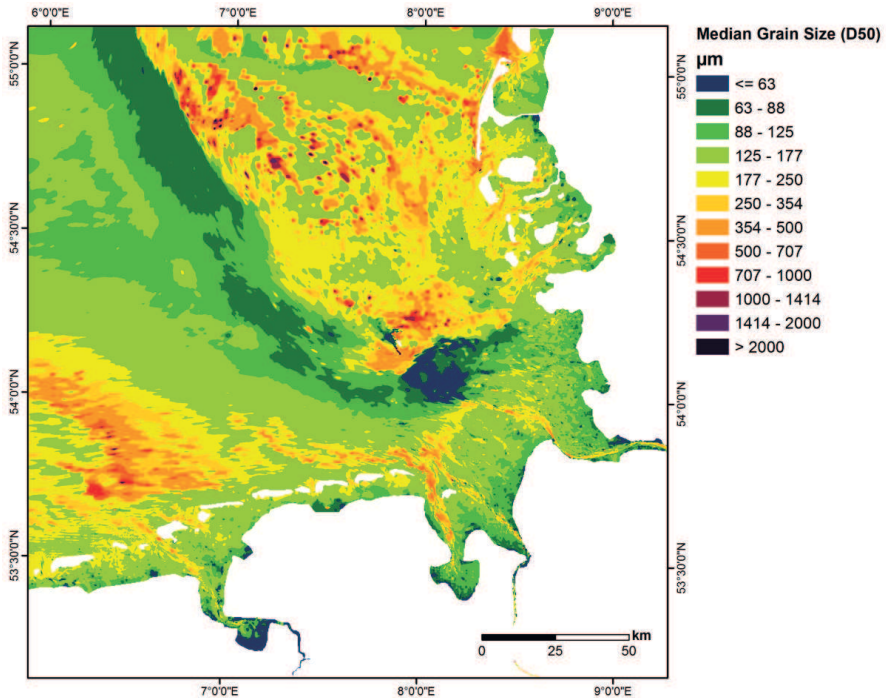 6°0'0"E 7°0'0"E 8°0'0"E 9°0'0"E
Median Grain Size (D50)
µm
<= 63
63 - 88
88 - 125
125 - 177
177 - 250
250 - 354
354 - 500
500 - 707
707 - 1000
1000 - 1414
1414 - 2000
> 2000
55°0'0"N
54°30'0"N
54°0'0"N
53°30'0"N
55°0'0"N
54°30'0"N
54°0'0"N
53°30'0"N
km
0 25 50
7°0'0"E 8°0'0"E 9°0'0"E